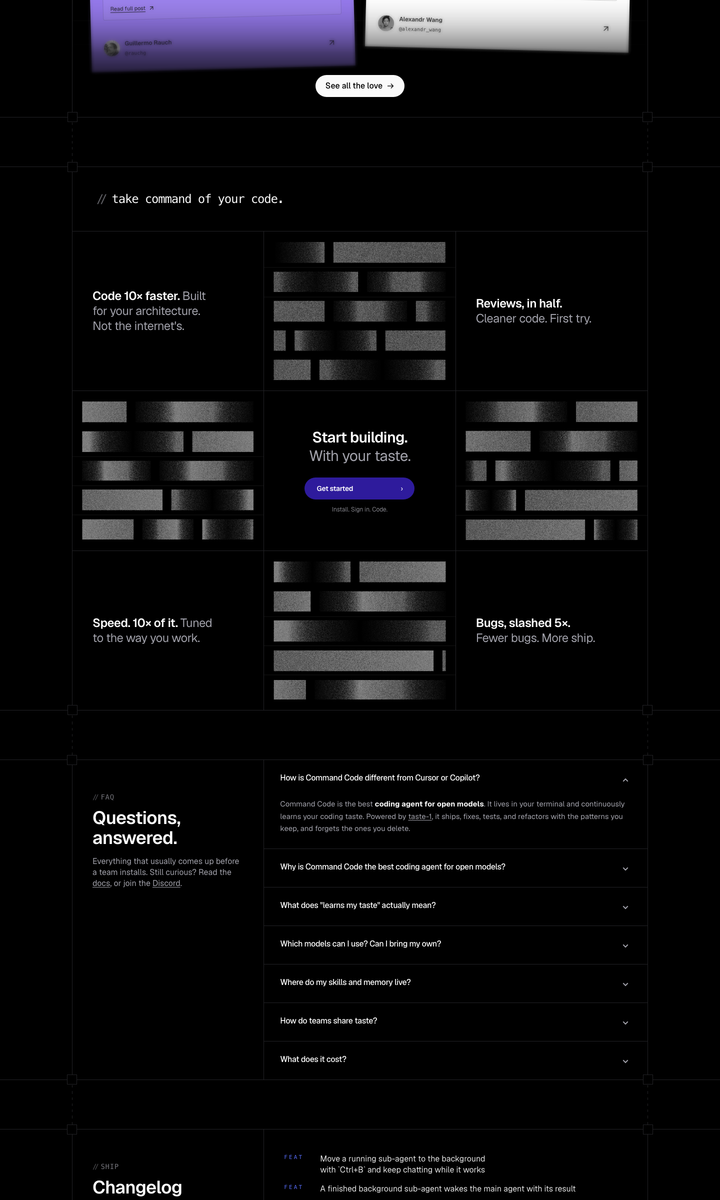 Read full post
Guillermo Rauch
Alexandr Wang
@alexandr_wang
See all the love →
// take command of your code.
Code 10× faster. Built
for your architecture.
Not the internet's.
Reviews, in half.
Cleaner code. First try.
Start building.
With your taste.
Get started ›
Install. Sign in. Code.
Speed. 10× of it. Tuned
to the way you work.
Bugs, slashed 5×.
Fewer bugs. More ship.
// FAQ
Questions,
answered.
Everything that usually comes up before
a team installs. Still curious? Read the
docs, or join the Discord.
How is Command Code different from Cursor or Copilot?
Command Code is the best coding agent for open models. It lives in your terminal and continuously
learns your coding taste. Powered by taste-1, it ships, fixes, tests, and refactors with the patterns you
keep, and forgets the ones you delete.
Why is Command Code the best coding agent for open models?
What does "learns my taste" actually mean?
Which models can I use? Can I bring my own?
Where do my skills and memory live?
How do teams share taste?
What does it cost?
// SHIP
Changelog
FEAT Move a running sub-agent to the background
with `Ctrl+B` and keep chatting while it works
FEAT A finished background sub-agent wakes the main agent with its result